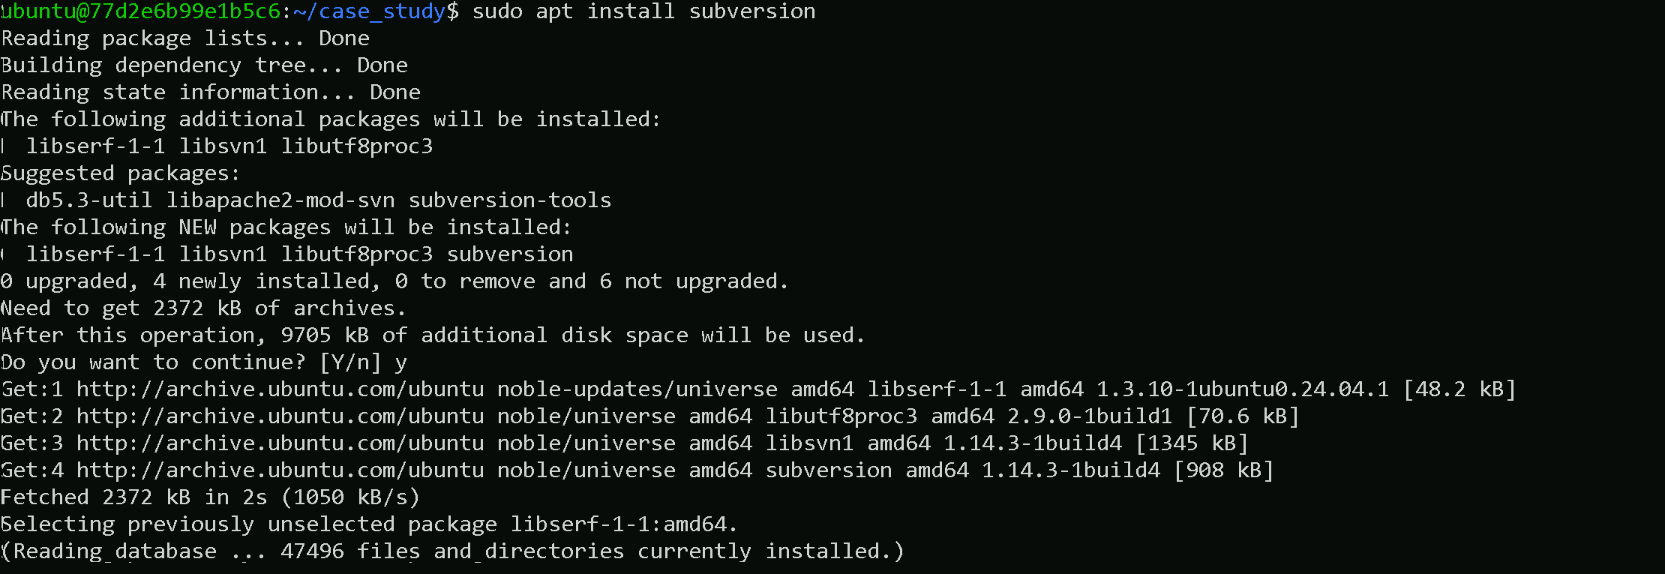 ubuntu@77d2e6b99e1b5c6:~/case_study$ sudo apt install subversion
Reading package lists... Done
Building dependency tree... Done
Reading state information... Done
The following additional packages will be installed:
  libserf-1-1 libsvn1 libutf8proc3
Suggested packages:
  db5.3-util libapache2-mod-svn subversion-tools
The following NEW packages will be installed:
  libserf-1-1 libsvn1 libutf8proc3 subversion
0 upgraded, 4 newly installed, 0 to remove and 6 not upgraded.
Need to get 2372 kB of archives.
After this operation, 9705 kB of additional disk space will be used.
Do you want to continue? [Y/n] y
Get:1 http://archive.ubuntu.com/ubuntu noble-updates/universe amd64 libserf-1-1 amd64 1.3.10-1ubuntu0.24.04.1 [48.2 kB]
Get:2 http://archive.ubuntu.com/ubuntu noble/universe amd64 libutf8proc3 amd64 2.9.0-1build1 [70.6 kB]
Get:3 http://archive.ubuntu.com/ubuntu noble/universe amd64 libsvn1 amd64 1.14.3-1build4 [1345 kB]
Get:4 http://archive.ubuntu.com/ubuntu noble/universe amd64 subversion amd64 1.14.3-1build4 [908 kB]
Fetched 2372 kB in 2s (1050 kB/s)
Selecting previously unselected package libserf-1-1:amd64.
(Reading database ... 47496 files and directories currently installed.)